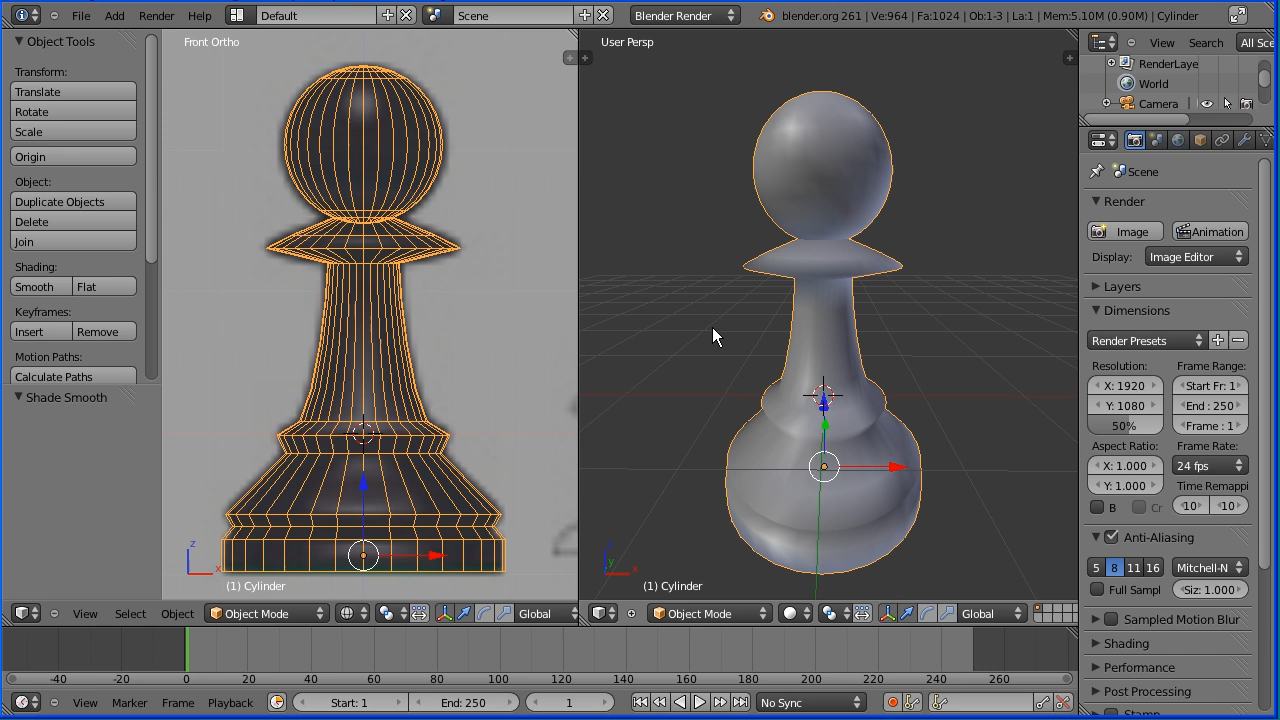 File Add Render Help Default Scene Blender Render blender.org 261 | Ve:964 | Fa:1024 | Ob:1-3 | La:1 | Mem:5.10M (0.90M) | Cylinder
Object Tools
Transform:
Translate
Rotate
Scale
Origin
Object:
Duplicate Objects
Delete
Join
Shading:
Smooth Flat
Keyframes:
Insert Remove
Motion Paths:
Calculate Paths
Shade Smooth
Front Ortho
z
x
(1) Cylinder
View Select Object Object Mode Global
User Persp
z
y
x
(1) Cylinder
Object Mode Global
View Search All Sce
RenderLaye
World
Camera
Scene
Render
Image Animation
Display: Image Editor
Layers
Dimensions
Render Presets
Resolution: Frame Range:
X: 1920 Start Fr: 1
Y: 1080 End : 250
50% Frame : 1
Aspect Ratio: Frame Rate:
X: 1.000 24 fps
Y: 1.000 Time Remappi
B Cr 10 10
Anti-Aliasing
5 8 11 16 Mitchell-N
Full Sampl Siz: 1.000
Sampled Motion Blur
Shading
Performance
Post Processing
Stamp
-40 -20 0 20 40 60 80 100 120 140 160 180 200 220 240 260
View Marker Frame Playback Start: 1 End: 250 1 No Sync